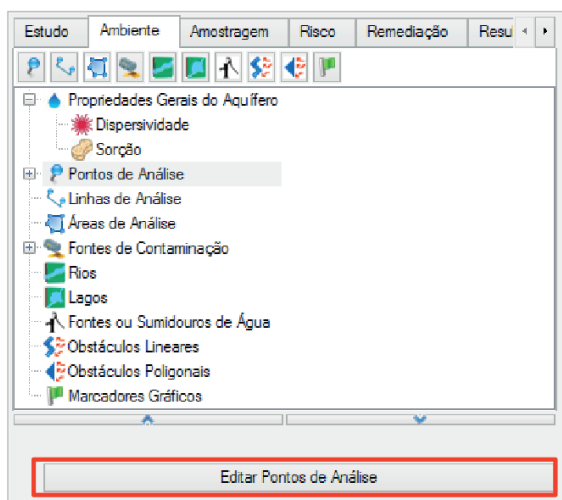 Estudo Ambiente Amostragem Risco Remediação Resul
Propriedades Gerais do Aquífero
Dispersividade
Sorção
Pontos de Análise
Linhas de Análise
Áreas de Análise
Fontes de Contaminação
Rios
Lagos
Fontes ou Sumidouros de Água
Obstáculos Lineares
Obstáculos Poligonais
Marcadores Gráficos
Editar Pontos de Análise